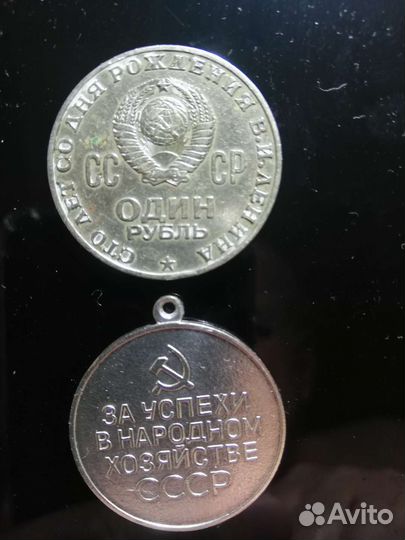 СТО ЛЕТ СО ДНЯ РОЖДЕНИЯ В.И.ЛЕНИНА
СС СР
ОДИН
РУБЛЬ
ЗА УСПЕХИ
В НАРОДНОМ
ХОЗЯЙСТВЕ
СССР
Avito